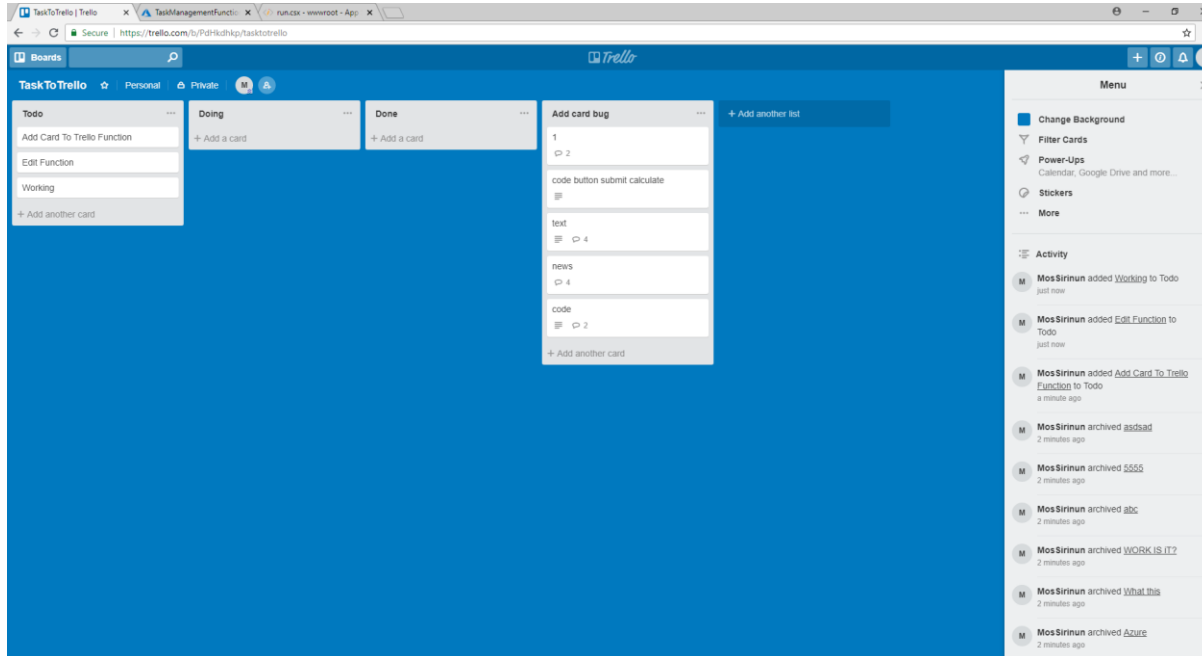 TaskToTrello | Trello
TaskManagementFunctio
run.csx - wwwroot - App
Secure | https://trello.com/b/PdHkdhkp/tasktotrello
Boards
Trello
TaskToTrello Personal Private M
Todo
Add Card To Trello Function
Edit Function
Working
+ Add another card
Doing
+ Add a card
Done
+ Add a card
Add card bug
1
2
code button submit calculate
text
4
news
4
code
2
+ Add another card
+ Add another list
Menu
Change Background
Filter Cards
Power-Ups
Calendar, Google Drive and more...
Stickers
More
Activity
M
MosSirinun added Working to Todo
just now
M
MosSirinun added Edit Function to
Todo
just now
M
MosSirinun added Add Card To Trello
Function to Todo
a minute ago
M
MosSirinun archived asdsad
2 minutes ago
M
MosSirinun archived 5555
2 minutes ago
M
MosSirinun archived abc
2 minutes ago
M
MosSirinun archived WORK IS IT?
2 minutes ago
M
MosSirinun archived What this
2 minutes ago
M
MosSirinun archived Azure
2 minutes ago